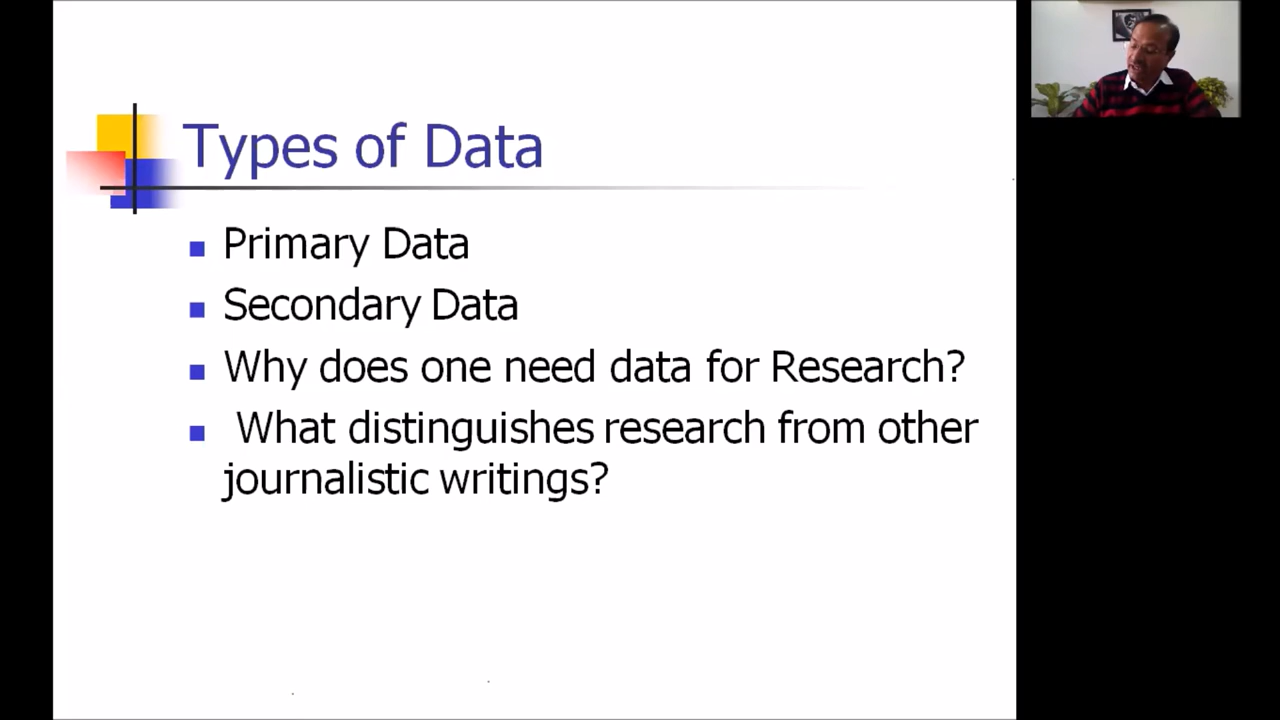 Types of Data
Primary Data
Secondary Data
Why does one need data for Research?
What distinguishes research from other
journalistic writings?